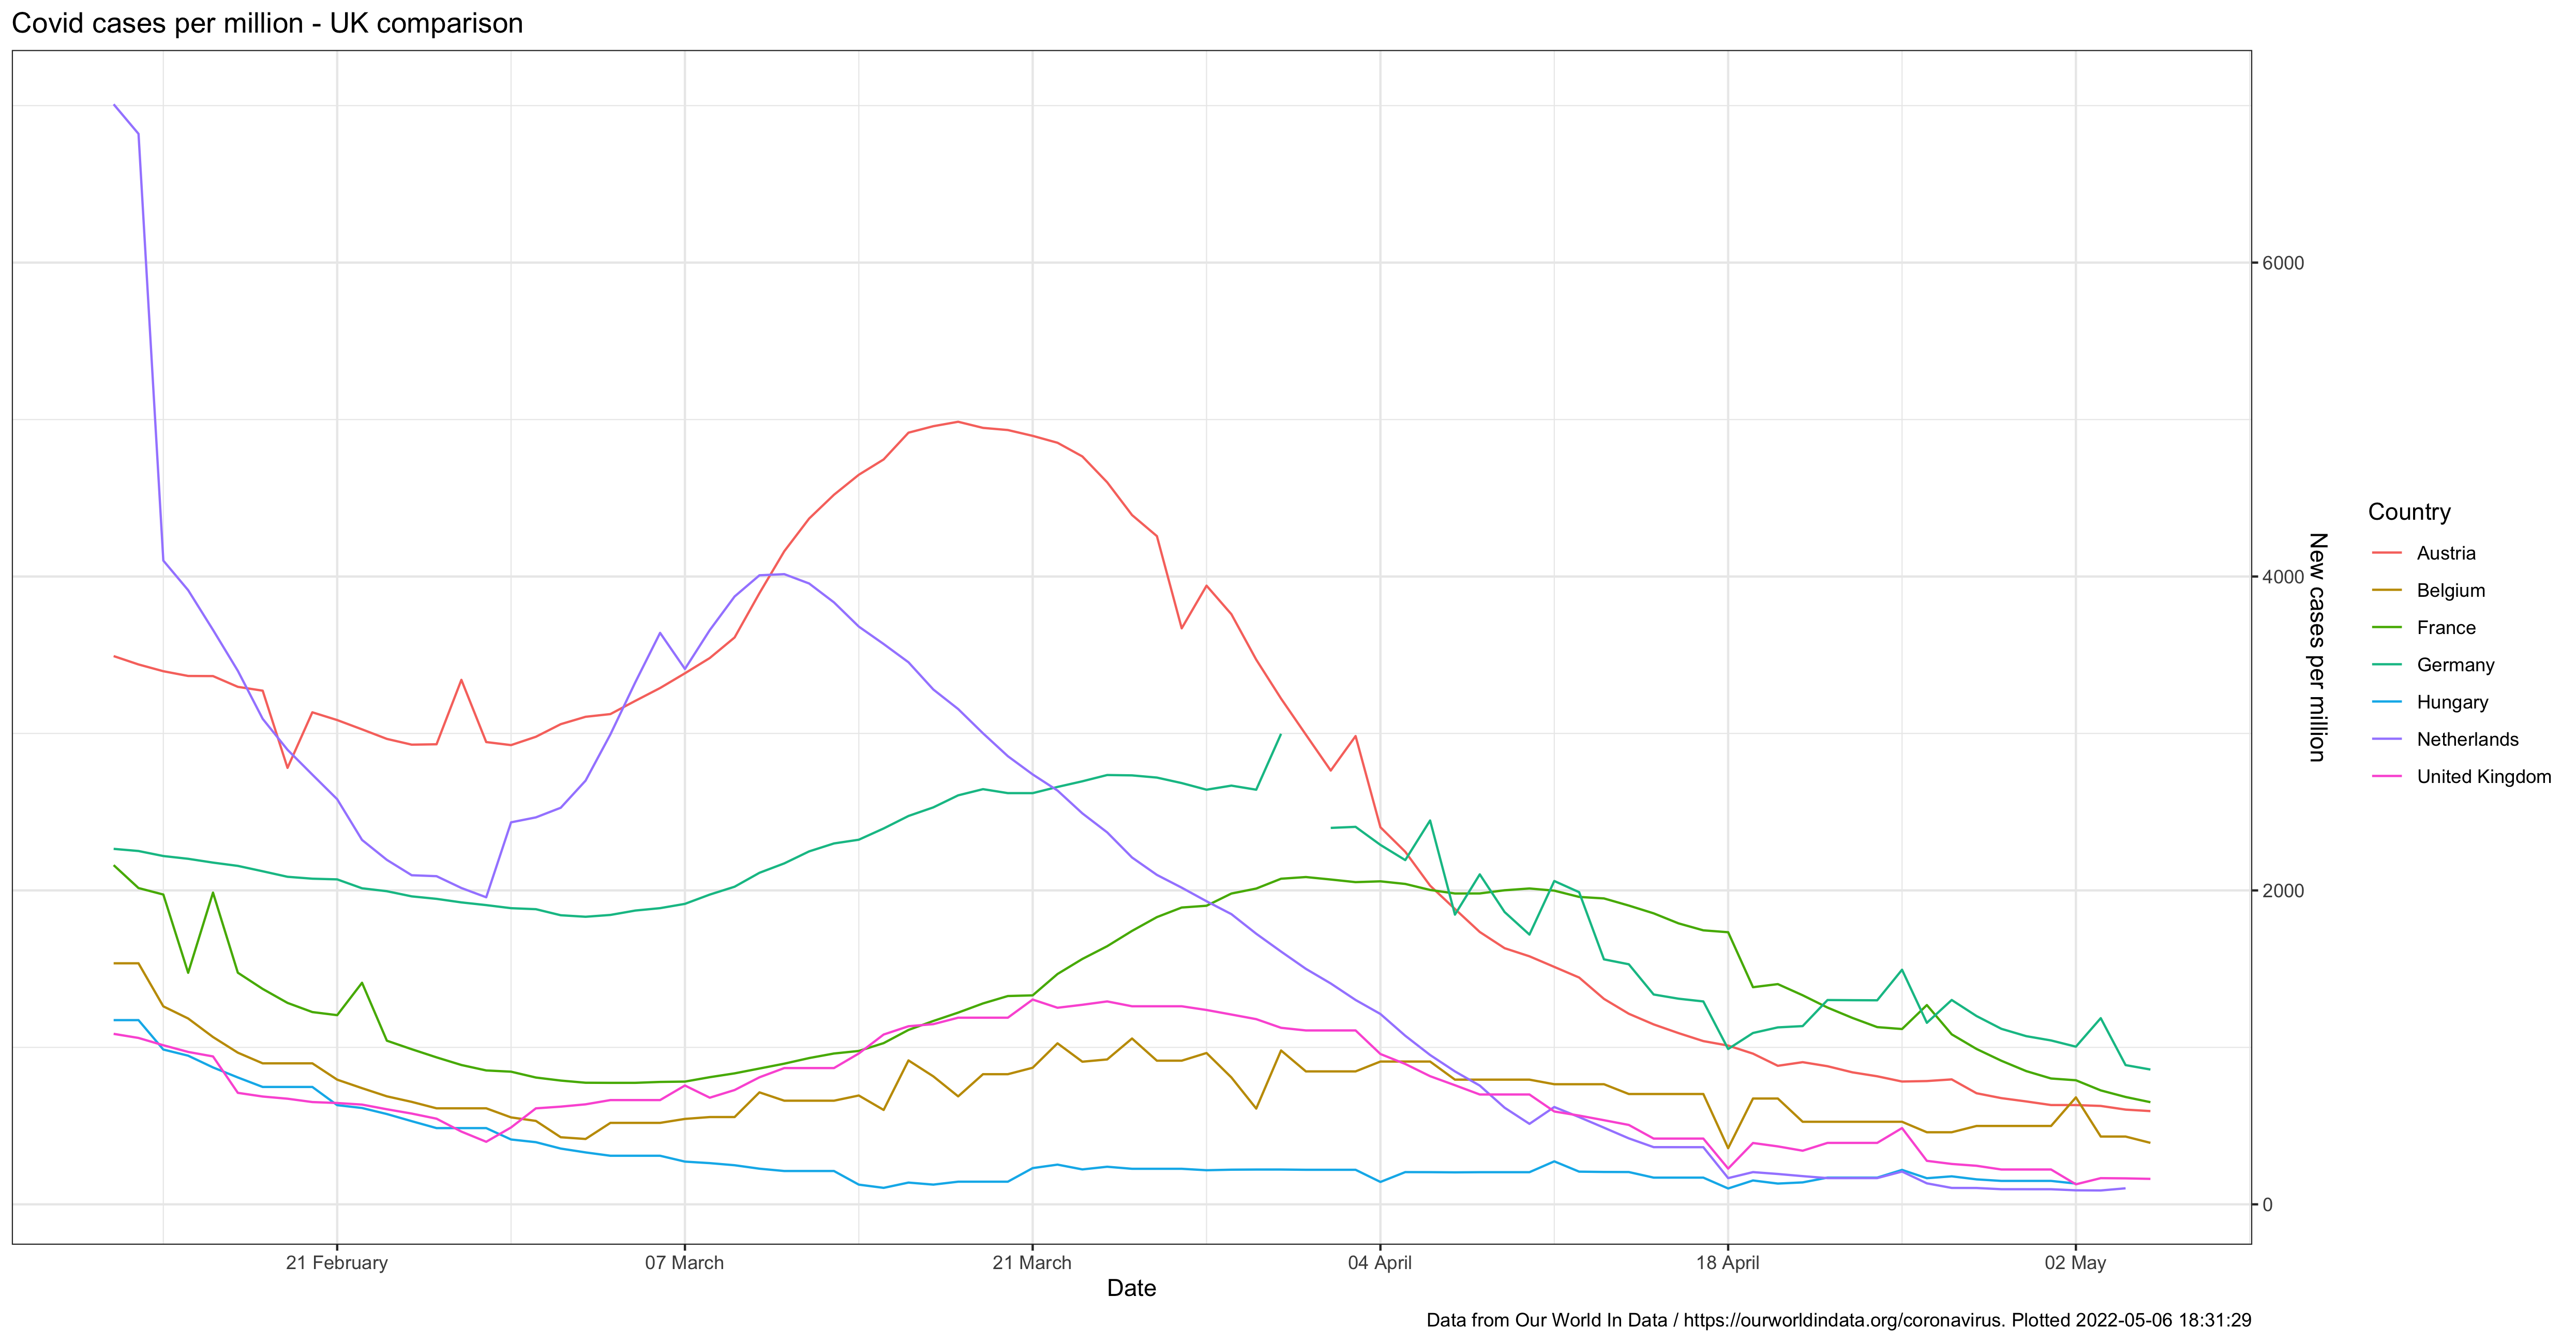 Covid cases per million - UK comparison
6000
4000
2000
0
New cases per million
21 February
07 March
21 March
04 April
18 April
02 May
Date
Country
Austria
Belgium
France
Germany
Hungary
Netherlands
United Kingdom
Data from Our World In Data / https://ourworldindata.org/coronavirus. Plotted 2022-05-06 18:31:29